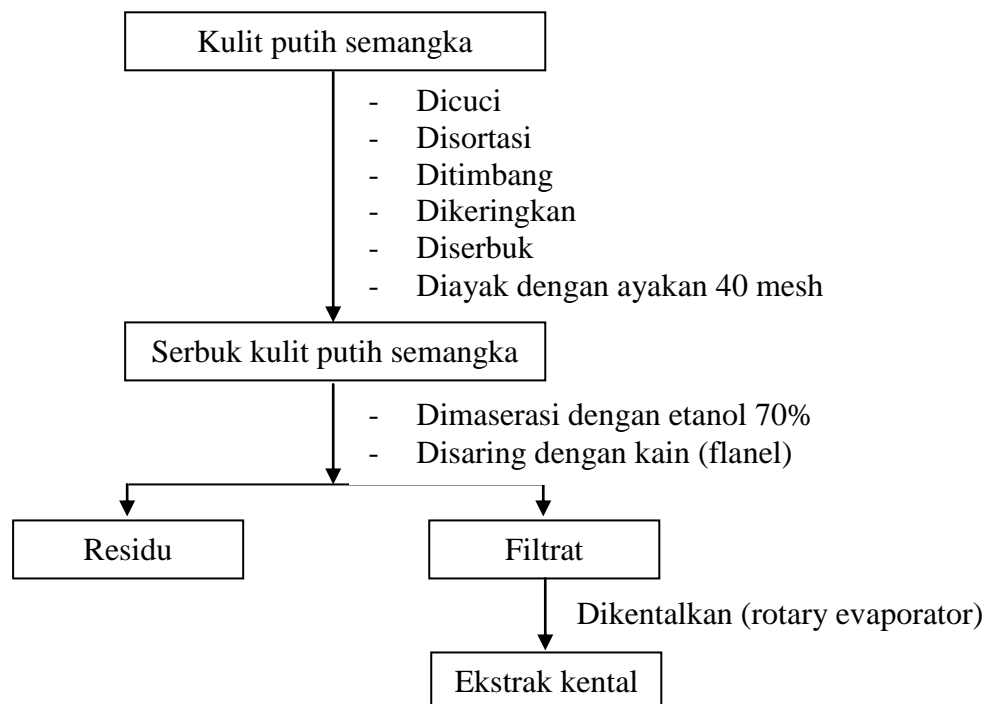 Kulit putih semangka
- Dicuci
- Disortasi
- Ditimbang
- Dikeringkan
- Diserbuk
- Diayak dengan ayakan 40 mesh
Serbuk kulit putih semangka
- Dimaserasi dengan etanol 70%
- Disaring dengan kain (flanel)
Residu
Filtrat
Dikentalkan (rotary evaporator)
Ekstrak kental